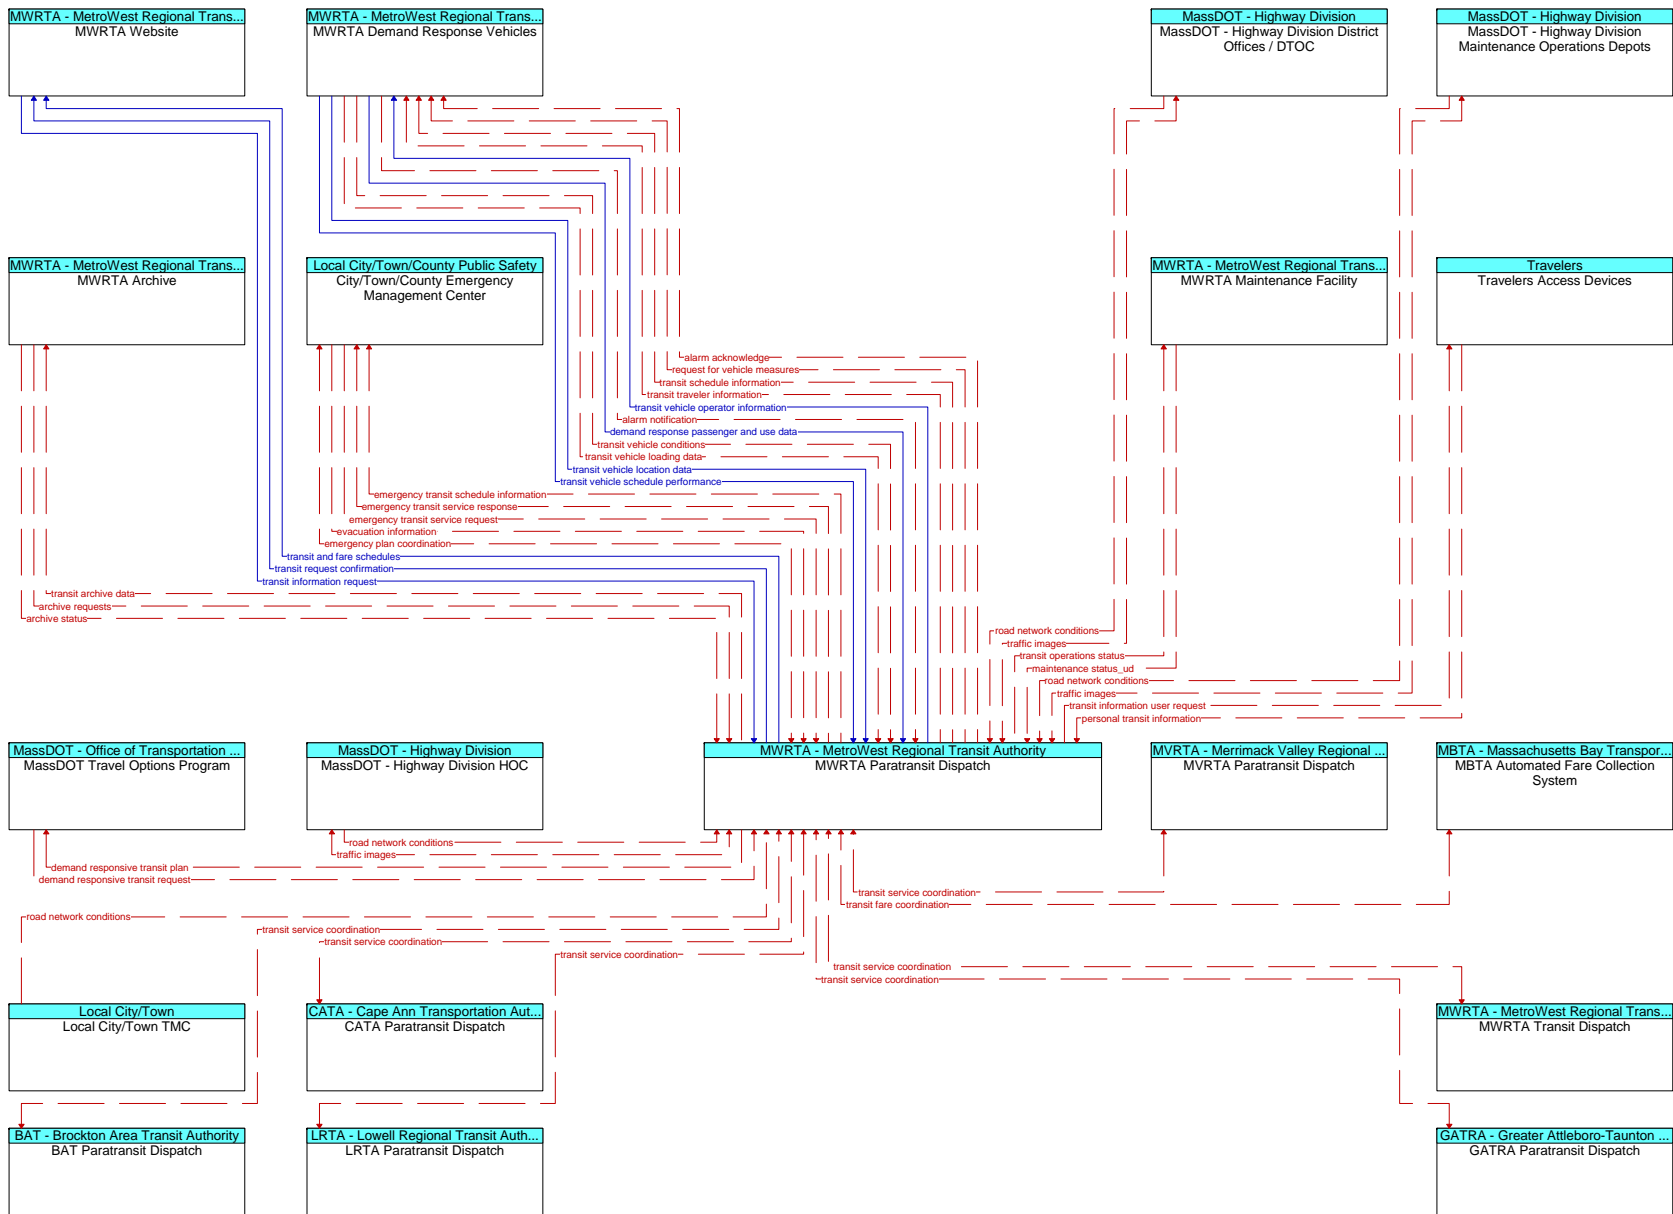 MWRTA - MetroWest Regional Trans...
MWRTA Website
MWRTA - MetroWest Regional Trans...
MWRTA Demand Response Vehicles
MassDOT - Highway Division
MassDOT - Highway Division District
Offices / DTOC
MassDOT - Highway Division
MassDOT - Highway Division
Maintenance Operations Depots
MWRTA - MetroWest Regional Trans...
MWRTA Archive
Local City/Town/County Public Safety
City/Town/County Emergency
Management Center
MWRTA - MetroWest Regional Trans...
MWRTA Maintenance Facility
Travelers
Travelers Access Devices
alarm acknowledge
request for vehicle measures
transit schedule information
transit traveler information
transit vehicle operator information
alarm notification
demand response passenger and use data
transit vehicle conditions
transit vehicle loading data
transit vehicle location data
transit vehicle schedule performance
emergency transit schedule information
emergency transit service response
emergency transit service request
evacuation information
emergency plan coordination
transit and fare schedules
transit request confirmation
transit information request
transit archive data
archive requests
archive status
road network conditions
traffic images
transit operations status
maintenance status_ud
road network conditions
traffic images
transit information user request
personal transit information
MassDOT - Office of Transportation ...
MassDOT Travel Options Program
MassDOT - Highway Division
MassDOT - Highway Division HOC
MWRTA - MetroWest Regional Transit Authority
MWRTA Paratransit Dispatch
MVRTA - Merrimack Valley Regional ...
MVRTA Paratransit Dispatch
MBTA - Massachusetts Bay Transpor...
MBTA Automated Fare Collection
System
road network conditions
traffic images
demand responsive transit plan
demand responsive transit request
transit service coordination
transit fare coordination
road network conditions
transit service coordination
transit service coordination
transit service coordination
transit service coordination
transit service coordination
Local City/Town
Local City/Town TMC
CATA - Cape Ann Transportation Aut...
CATA Paratransit Dispatch
MWRTA - MetroWest Regional Trans...
MWRTA Transit Dispatch
BAT - Brockton Area Transit Authority
BAT Paratransit Dispatch
LRTA - Lowell Regional Transit Auth...
LRTA Paratransit Dispatch
GATRA - Greater Attleboro-Taunton ...
GATRA Paratransit Dispatch